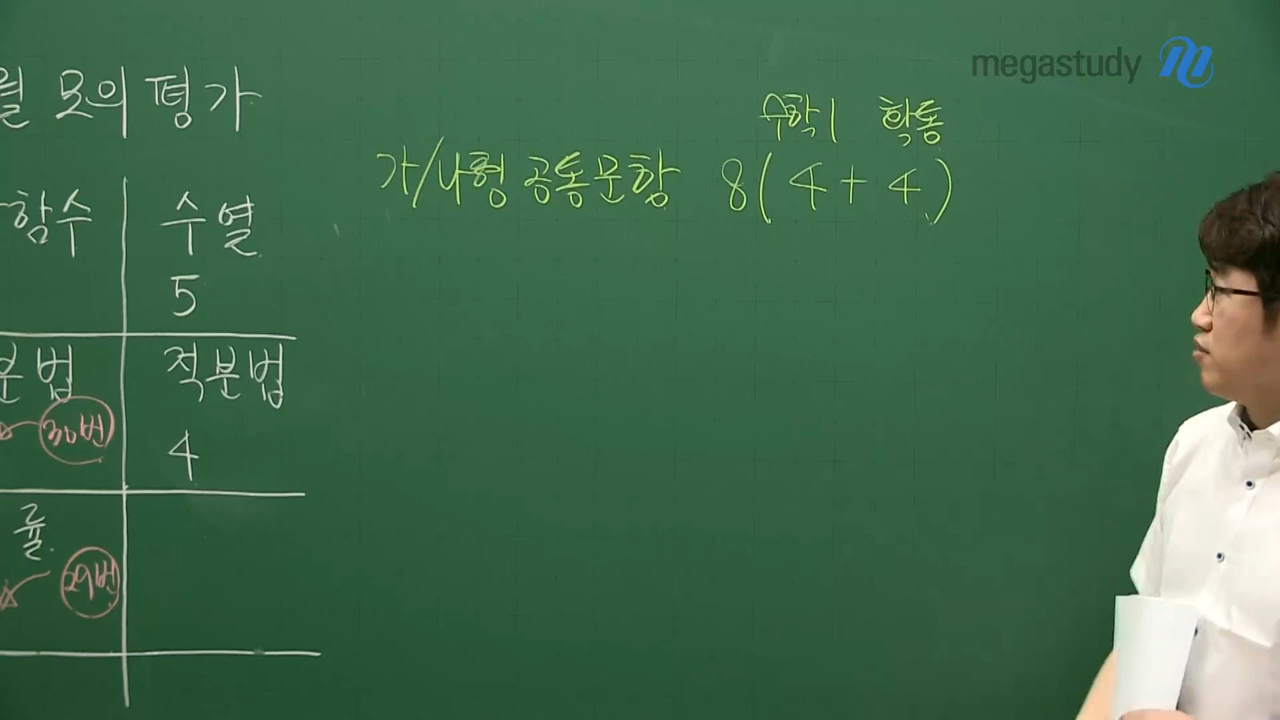 megastudy
월 모의 평가
수학1 확통
가/나형 공통문항 8(4+4)
함수 수열
5
분법 적분법
30번
4
률
29번